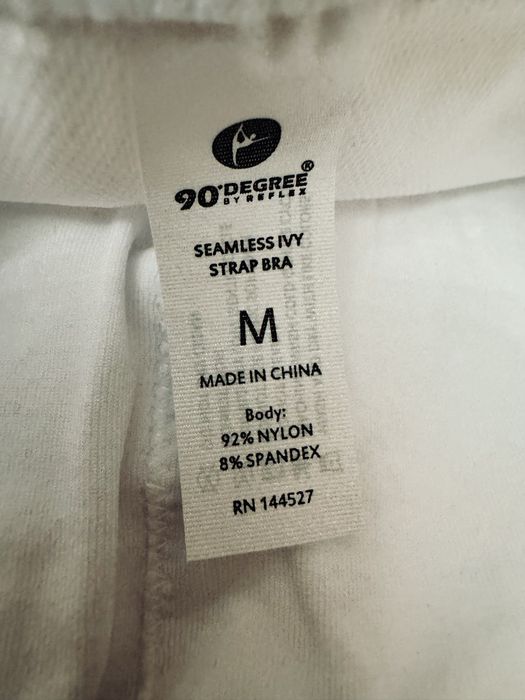 90°DEGREE®
BY REFLEX
SEAMLESS IVY
STRAP BRA
M
MADE IN CHINA
Body:
92% NYLON
8% SPANDEX
RN 144527